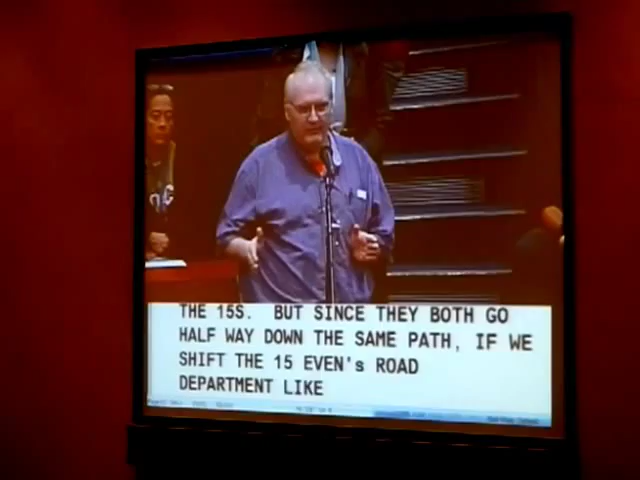 THE 15S. BUT SINCE THEY BOTH GO
HALF WAY DOWN THE SAME PATH, IF WE
SHIFT THE 15 EVEN's ROAD
DEPARTMENT LIKE